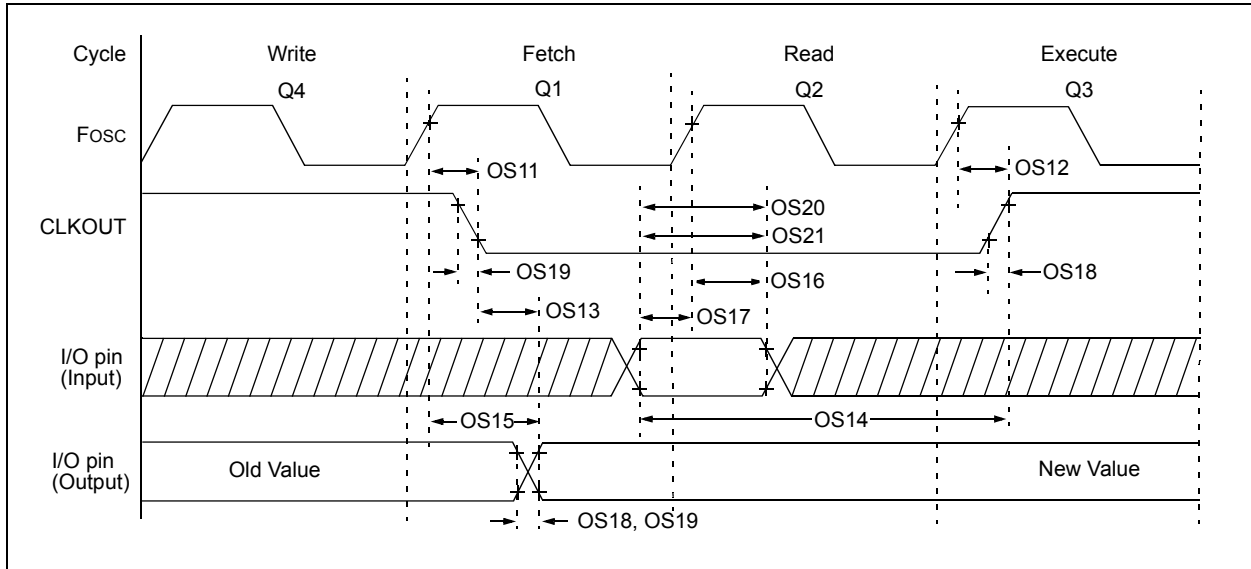 Cycle Write Fetch Read Execute
Q4 Q1 Q2 Q3
FOSC
OS11 OS12
OS20
CLKOUT OS21
OS19 OS16 OS18
OS13 OS17
I/O pin
(Input)
OS15 OS14
I/O pin
(Output) Old Value New Value
OS18, OS19